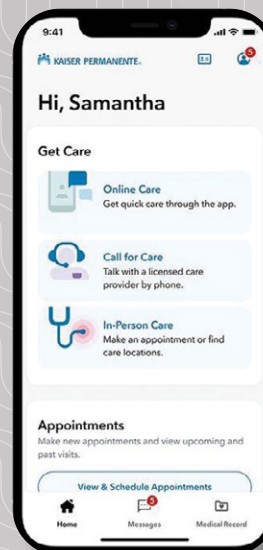 9:41
KAISER PERMANENTE®
5
Hi, Samantha
Get Care
Online Care
Get quick care through the app.
Call for Care
Talk with a licensed care
provider by phone.
In-Person Care
Make an appointment or find
care locations.
Appointments
Make new appointments and view upcoming and
past visits.
View & Schedule Appointments
5
Home Messages Medical Record